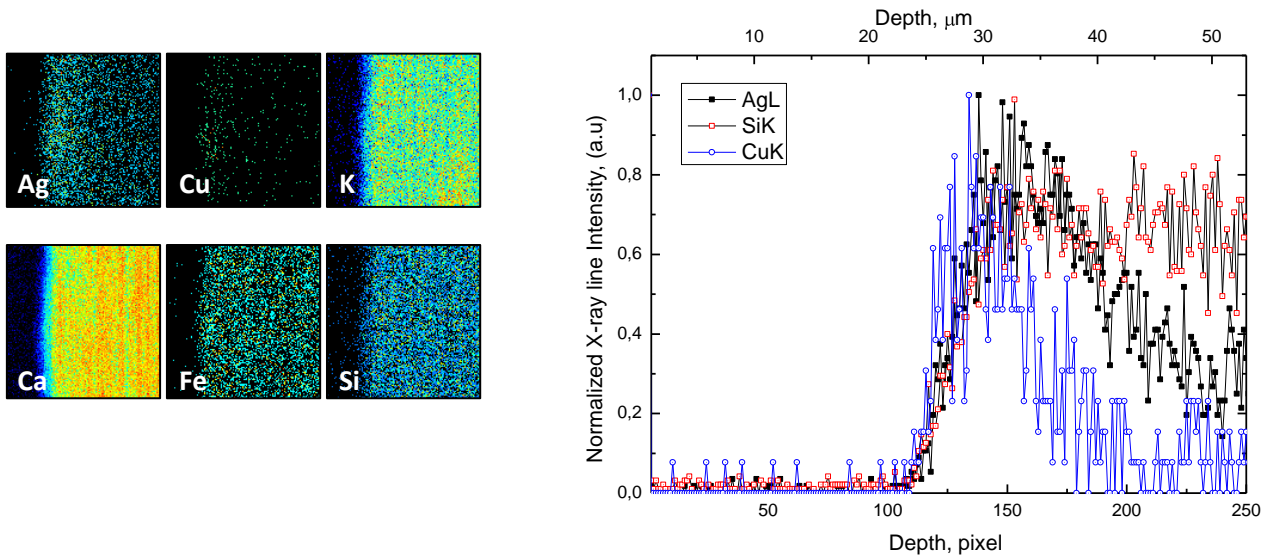 Ag
Cu
K
Ca
Fe
Si
Depth, μm
10 20 30 40 50
AgL
SiK
CuK
1,0
0,8
0,6
0,4
0,2
0,0
Normalized X-ray line Intensity, (a.u)
50 100 150 200 250
Depth, pixel